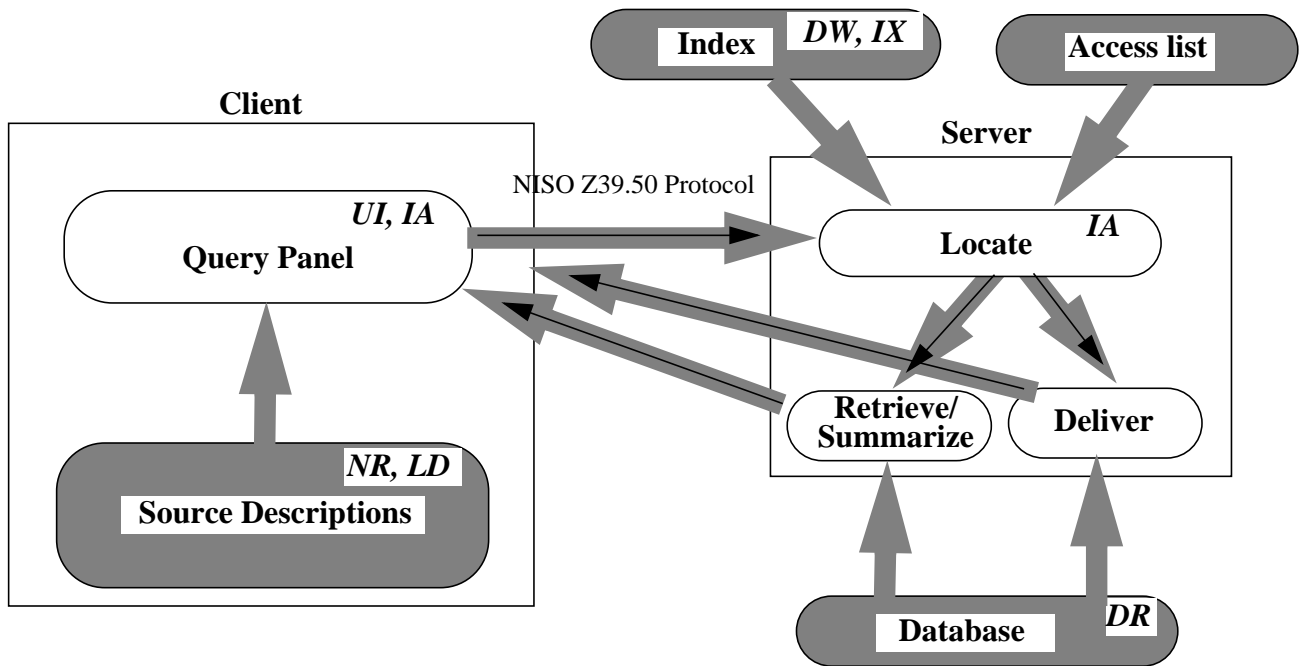 DW, IX
Index
Access list
Client
Server
NISO Z39.50 Protocol
UI, IA
Query Panel
IA
Locate
Retrieve/
Summarize
Deliver
NR, LD
Source Descriptions
DR
Database